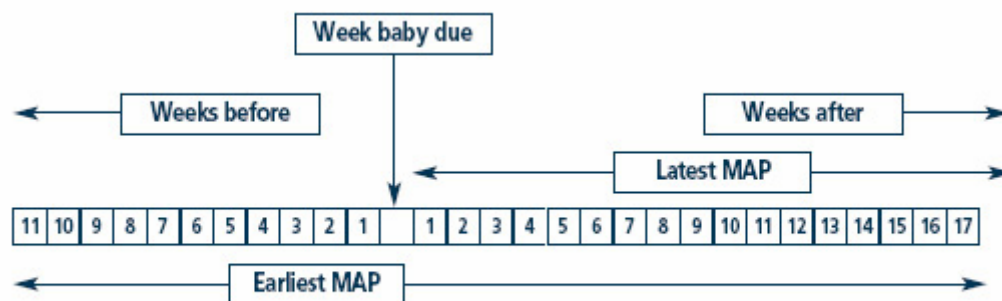 Week baby due
Weeks before
Weeks after
Latest MAP
11 10 9 8 7 6 5 4 3 2 1 1 2 3 4 5 6 7 8 9 10 11 12 13 14 15 16 17
Earliest MAP